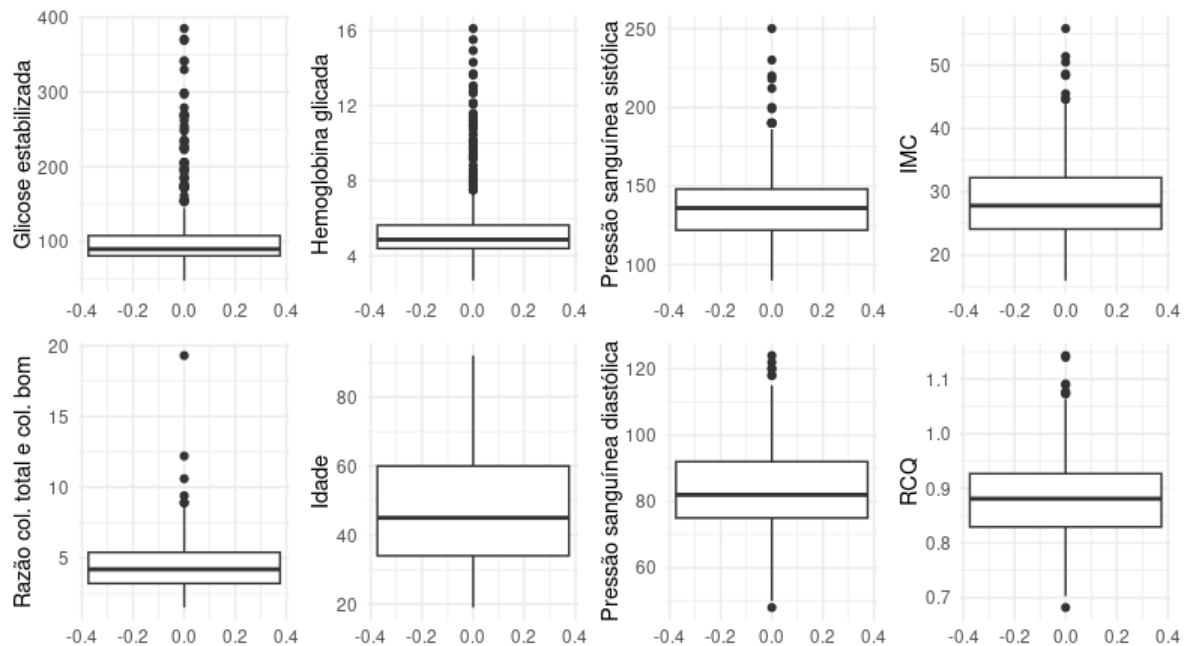 Glicose estabilizada
400
300
200
100
-0.4 -0.2 0.0 0.2 0.4
Hemoglobina glicada
16
12
8
4
-0.4 -0.2 0.0 0.2 0.4
Pressão sanguínea sistólica
250
200
150
100
-0.4 -0.2 0.0 0.2 0.4
IMC
50
40
30
20
-0.4 -0.2 0.0 0.2 0.4
Razão col. total e col. bom
20
15
10
5
-0.4 -0.2 0.0 0.2 0.4
Idade
80
60
40
20
-0.4 -0.2 0.0 0.2 0.4
Pressão sanguínea diastólica
120
100
80
60
-0.4 -0.2 0.0 0.2 0.4
RCQ
1.1
1.0
0.9
0.8
0.7
-0.4 -0.2 0.0 0.2 0.4